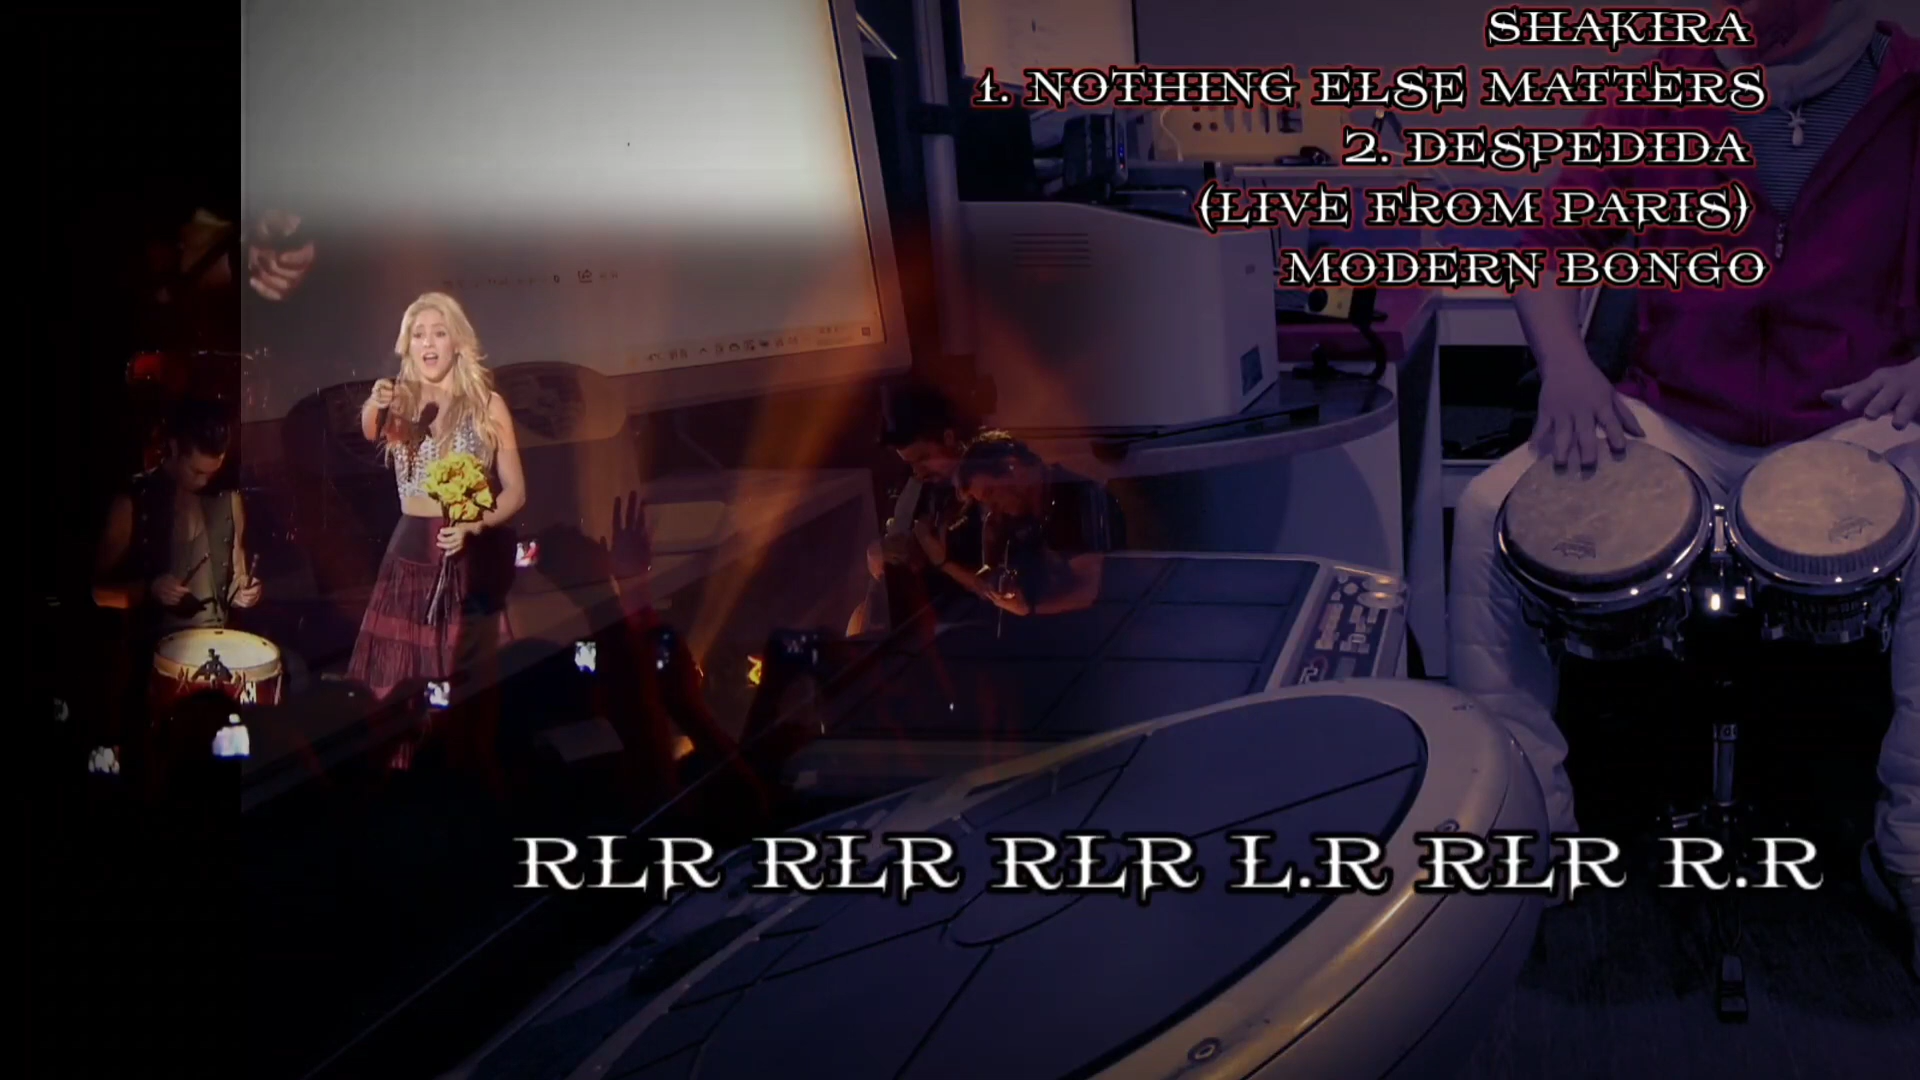 SHAKIRA
1. NOTHING ELSE MATTERS
2. DESPEDIDA
(LIVE FROM PARIS)
MODERN BONGO
RLR RLR RLR L.R RLR R.R